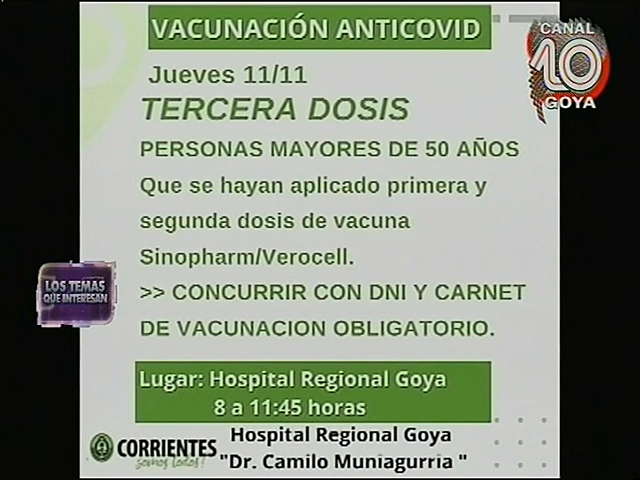 VACUNACIÓN ANTICOVID
CANAL
10
GOYA
Jueves 11/11
TERCERA DOSIS
PERSONAS MAYORES DE 50 AÑOS
Que se hayan aplicado primera y
segunda dosis de vacuna
Sinopharm/Verocell.
LOS TEMAS
QUE INTERESAN
>> CONCURRIR CON DNI Y CARNET
DE VACUNACION OBLIGATORIO.
Lugar: Hospital Regional Goya
8 a 11:45 horas
CORRIENTES
somos todos!
Hospital Regional Goya
"Dr. Camilo Muniagurria "